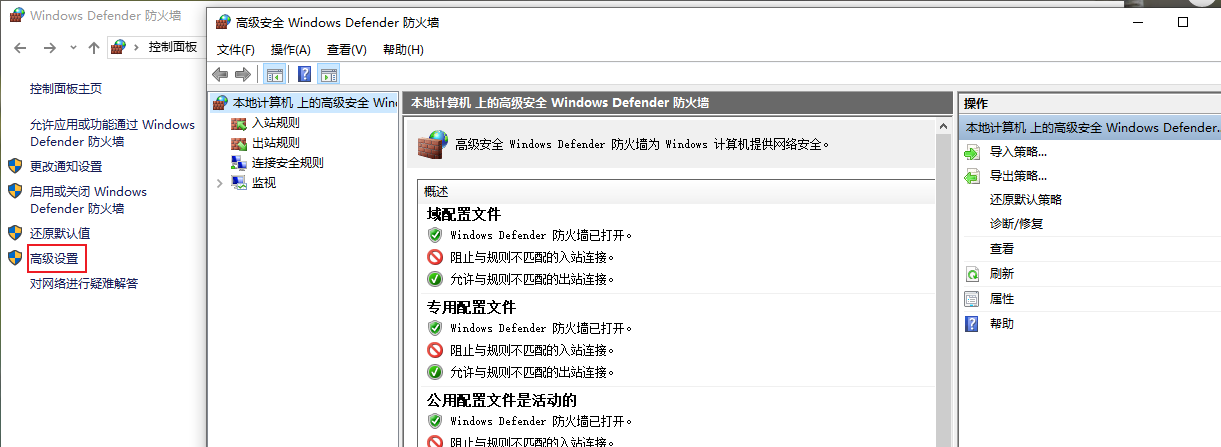 Windows Defender 防火墙
控制面板
控制面板主页
允许应用或功能通过 Windows
Defender 防火墙
更改通知设置
启用或关闭 Windows
Defender 防火墙
还原默认值
高级设置
对网络进行疑难解答
高级安全 Windows Defender 防火墙
文件(F) 操作(A) 查看(V) 帮助(H)
本地计算机 上的高级安全 Win
入站规则
出站规则
连接安全规则
监视
本地计算机 上的高级安全 Windows Defender 防火墙
高级安全 Windows Defender 防火墙为 Windows 计算机提供网络安全。
概述
域配置文件
Windows Defender 防火墙已打开。
阻止与规则不匹配的入站连接。
允许与规则不匹配的出站连接。
专用配置文件
Windows Defender 防火墙已打开。
阻止与规则不匹配的入站连接。
允许与规则不匹配的出站连接。
公用配置文件是活动的
Windows Defender 防火墙已打开。
阻止与规则不匹配的入站连接。
操作
本地计算机 上的高级安全 Windows Defender...
导入策略...
导出策略...
还原默认策略
诊断/修复
查看
刷新
属性
帮助